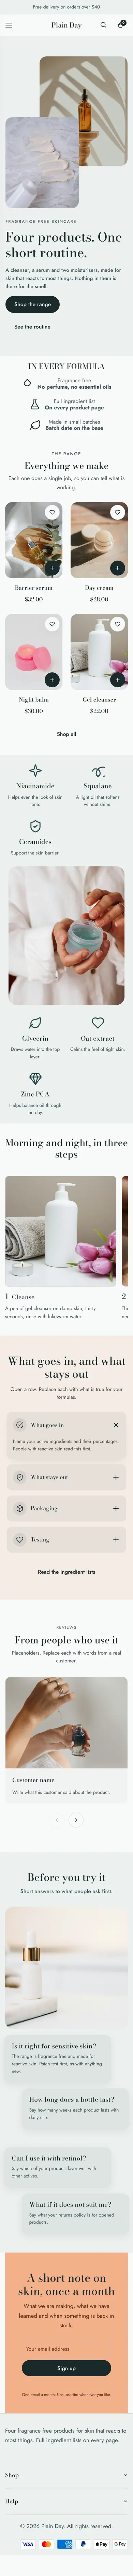 Free delivery on orders over $40
Plain Day
0
FRAGRANCE FREE SKINCARE
Four products. One
short routine.
A cleanser, a serum and two moisturisers, made for
skin that reacts to most things. Nothing in them is
there for the smell.
Shop the range
See the routine
IN EVERY FORMULA
Fragrance free
No perfume, no essential oils
Full ingredient list
On every product page
Made in small batches
Batch date on the base
THE RANGE
Everything we make
Each one does a single job, so you can tell what is
working.
Barrier serum
$32.00
Day cream
$28.00
Night balm
$30.00
Gel cleanser
$22.00
Shop all
Niacinamide
Helps even the look of skin
tone.
Squalane
A light oil that softens
without shine.
Ceramides
Support the skin barrier.
Glycerin
Draws water into the top
layer.
Oat extract
Calms the feel of tight skin.
Zinc PCA
Helps balance oil through
the day.
Morning and night, in three
steps
1 Cleanse
A pea of gel cleanser on damp skin, thirty
seconds, rinse with lukewarm water.
2
What goes in, and what
stays out
Open a row. Replace each with what is true for your
formulas.
What goes in
Name your active ingredients and their percentages.
People with reactive skin read this first.
What stays out
Packaging
Testing
Read the ingredient lists
REVIEWS
From people who use it
Placeholders. Replace each with words from a real
customer.
Customer name
Write what this customer said about the product.
Before you try it
Short answers to what people ask first.
Is it right for sensitive skin?
The range is fragrance free and made for
reactive skin. Patch test first, as with anything
new.
How long does a bottle last?
Say how many weeks each product lasts with
daily use.
Can I use it with retinol?
Say which of your products layer well with
other actives.
What if it does not suit me?
Say what your returns policy is for opened
products.
A short note on
skin, once a month
What we are making, what we have
learned and when something is back in
stock.
Your email address
Sign up
One email a month. Unsubscribe whenever you like.
Four fragrance free products for skin that reacts to
most things. Full ingredient lists on every page.
Shop
Help
© 2026 Plain Day. All rights reserved.
VISA
Pay
G Pay